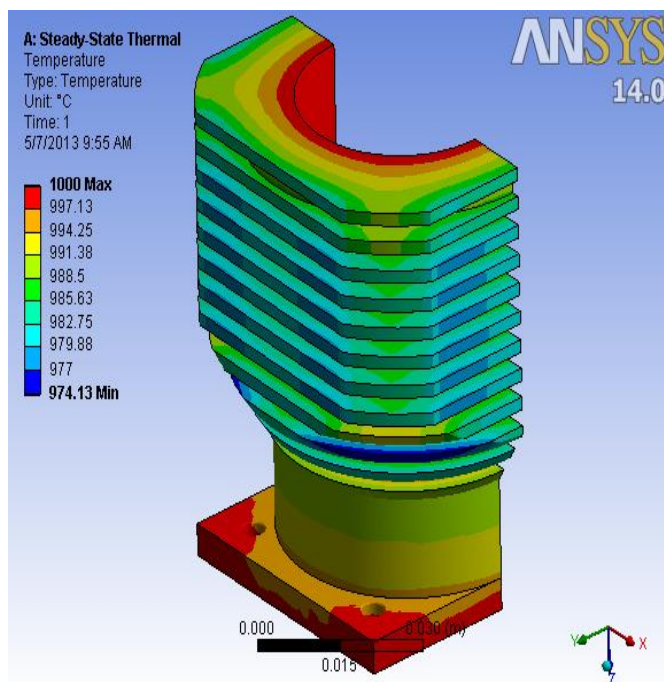 A: Steady-State Thermal
Temperature
Type: Temperature
Unit: °C
Time: 1
5/7/2013 9:55 AM
1000 Max
997.13
994.25
991.38
988.5
985.63
982.75
979.88
977
974.13 Min
ANSYS
14.0
0.000
0.030 (m)
0.015
Y
X
Z